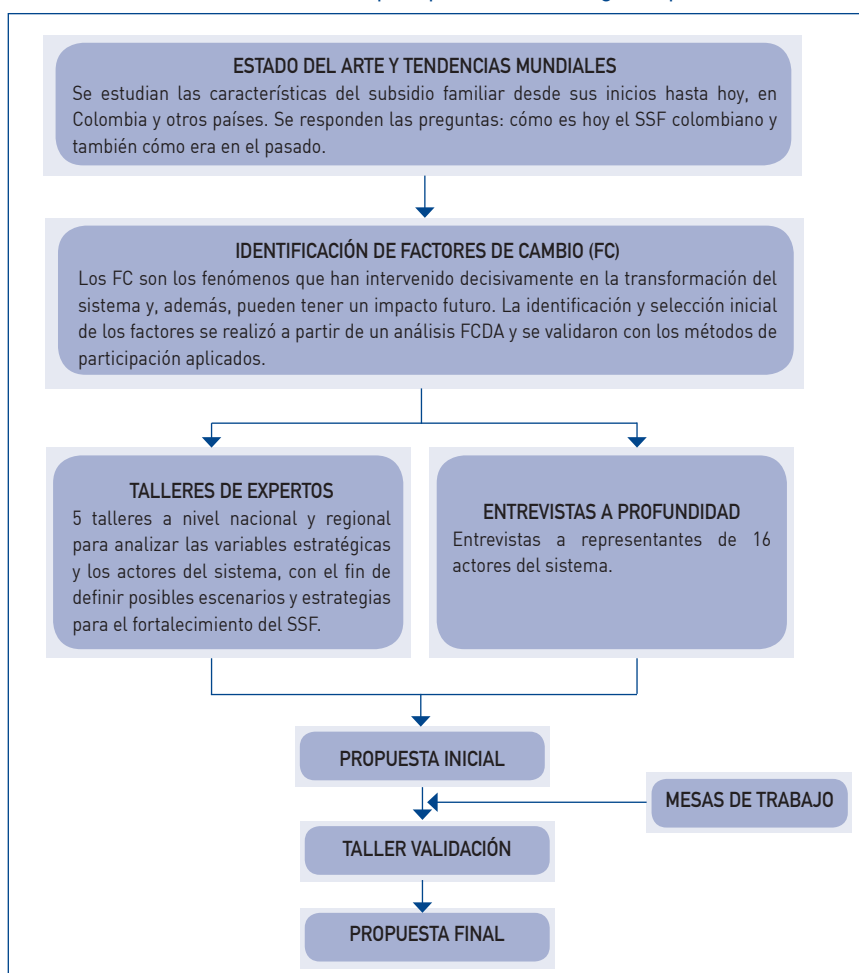 ESTADO DEL ARTE Y TENDENCIAS MUNDIALES
Se estudian las características del subsidio familiar desde sus inicios hasta hoy, en
Colombia y otros países. Se responden las preguntas: cómo es hoy el SSF colombiano y
también cómo era en el pasado.
IDENTIFICACIÓN DE FACTORES DE CAMBIO (FC)
Los FC son los fenómenos que han intervenido decisivamente en la transformación del
sistema y, además, pueden tener un impacto futuro. La identificación y selección inicial
de los factores se realizó a partir de un análisis FCDA y se validaron con los métodos de
participación aplicados.
TALLERES DE EXPERTOS
5 talleres a nivel nacional y regional
para analizar las variables estratégicas
y los actores del sistema, con el fin de
definir posibles escenarios y estrategias
para el fortalecimiento del SSF.
ENTREVISTAS A PROFUNDIDAD
Entrevistas a representantes de 16
actores del sistema.
PROPUESTA INICIAL
MESAS DE TRABAJO
TALLER VALIDACIÓN
PROPUESTA FINAL